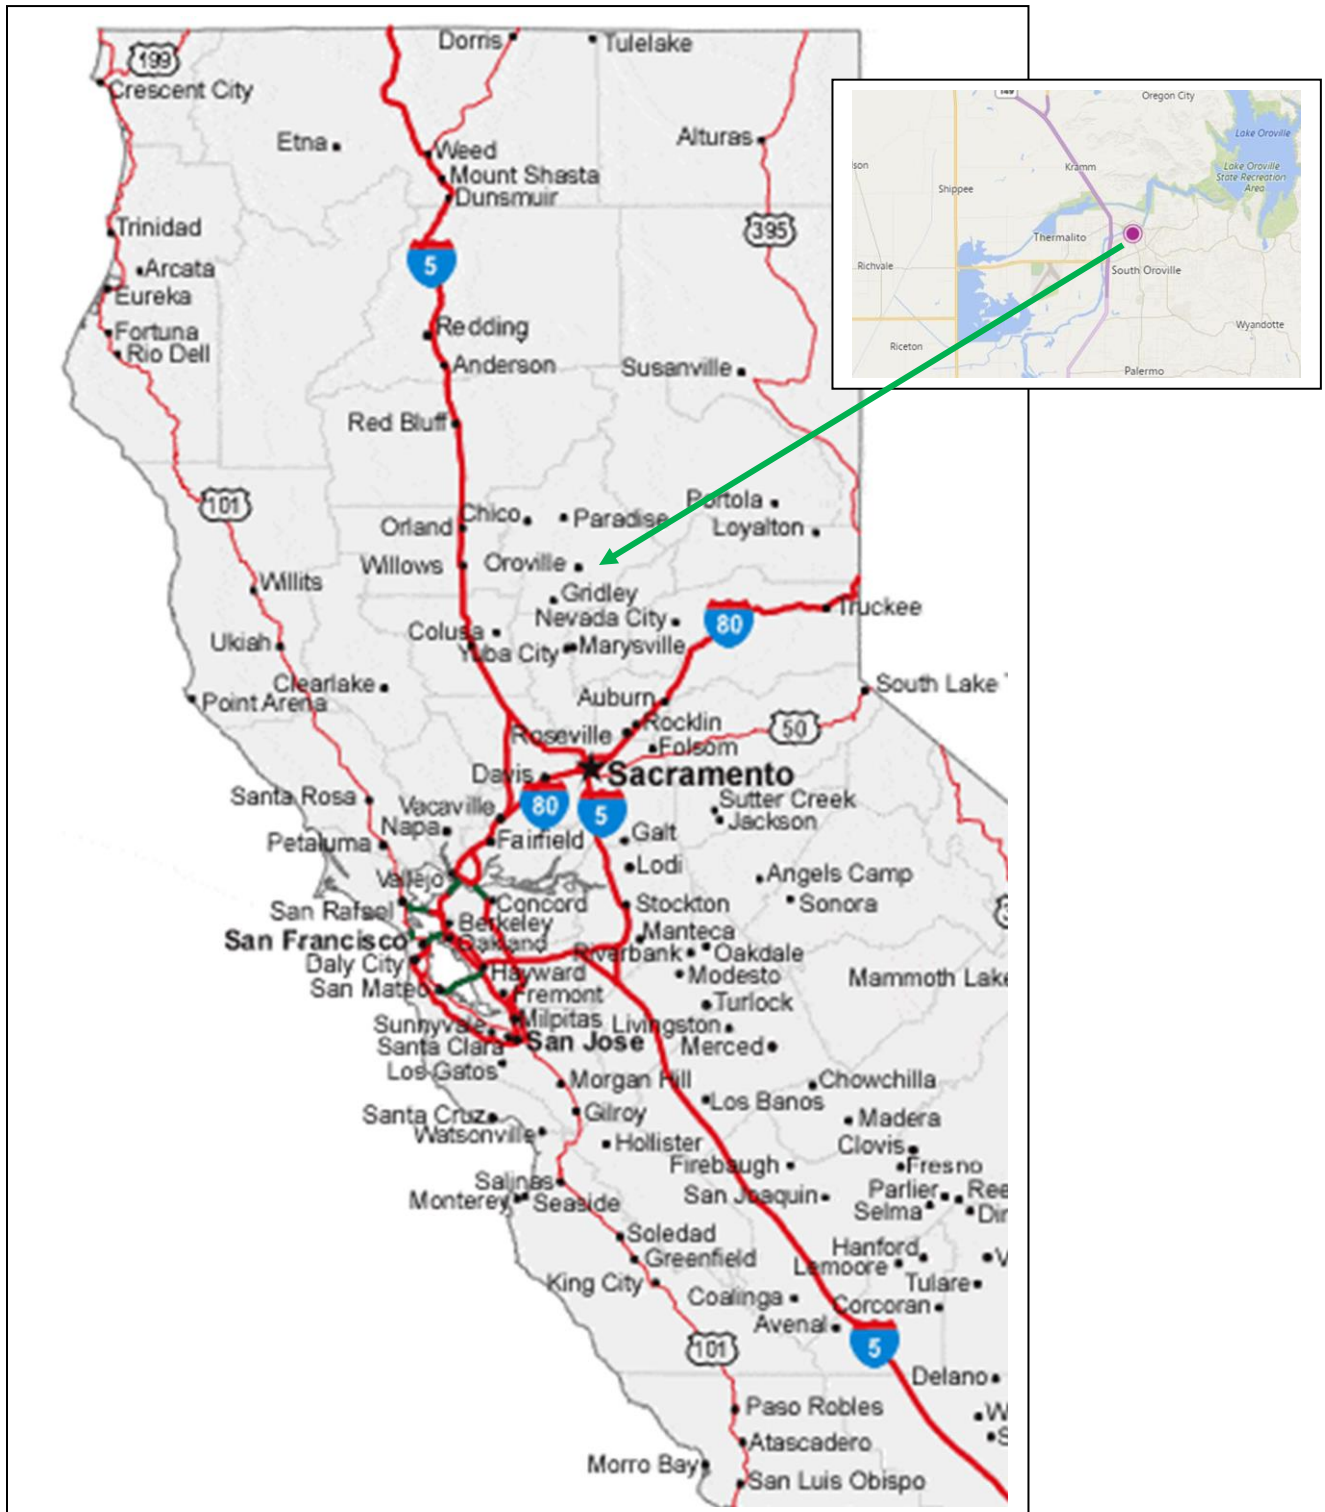 Dorris
Tulelake
199
Crescent City
Etna
Weed
Alturas
Mount Shasta
Dunsmuir
Trinidad
395
Arcata
5
Eureka
Fortuna
Redding
Rio Dell
Anderson
Susanville
Red Bluff
101
Portola
Chico
Paradise
Orland
Loyalton
Willows
Oroville
Willits
Gridley
Nevada City
80
Truckee
Colusa
Ukiah
Yuba City
Marysville
Clearlake
South Lake
Point Arena
Auburn
Rocklin
50
Roseville
Folsom
Davis
Sacramento
Santa Rosa
Vacaville
80
5
Sutter Creek
Napa
Jackson
Petaluma
Fairfield
Galt
Lodi
Vallejo
Angels Camp
San Rafael
Concord
Stockton
Sonora
Berkeley
Manteca
San Francisco
Oakland
Riverbank
Oakdale
Daly City
Hayward
Modesto
Mammoth Lake
San Mateo
Fremont
Turlock
Milpitas
Livingston
Sunnyvale
San Jose
Merced
Santa Clara
Los Gatos
Morgan Hill
Chowchilla
Los Banos
Santa Cruz
Gilroy
Madera
Watsonville
Hollister
Clovis
Firebaugh
Fresno
Salinas
San Joaquin
Parlier
Ree
Monterey
Seaside
Selma
Din
Soledad
Hanford
Greenfield
Lemoore
V
King City
Tulare
Coalinga
Corcoran
Avenal
101
5
Delano
Paso Robles
W
Atascadero
S
Morro Bay
San Luis Obispo
149
Oregon City
Lake Oroville
son
Kramm
Lake Oroville
State Recreation
Area
Shippee
Thermalito
Richvale
South Oroville
Wyandotte
Riceton
Palermo